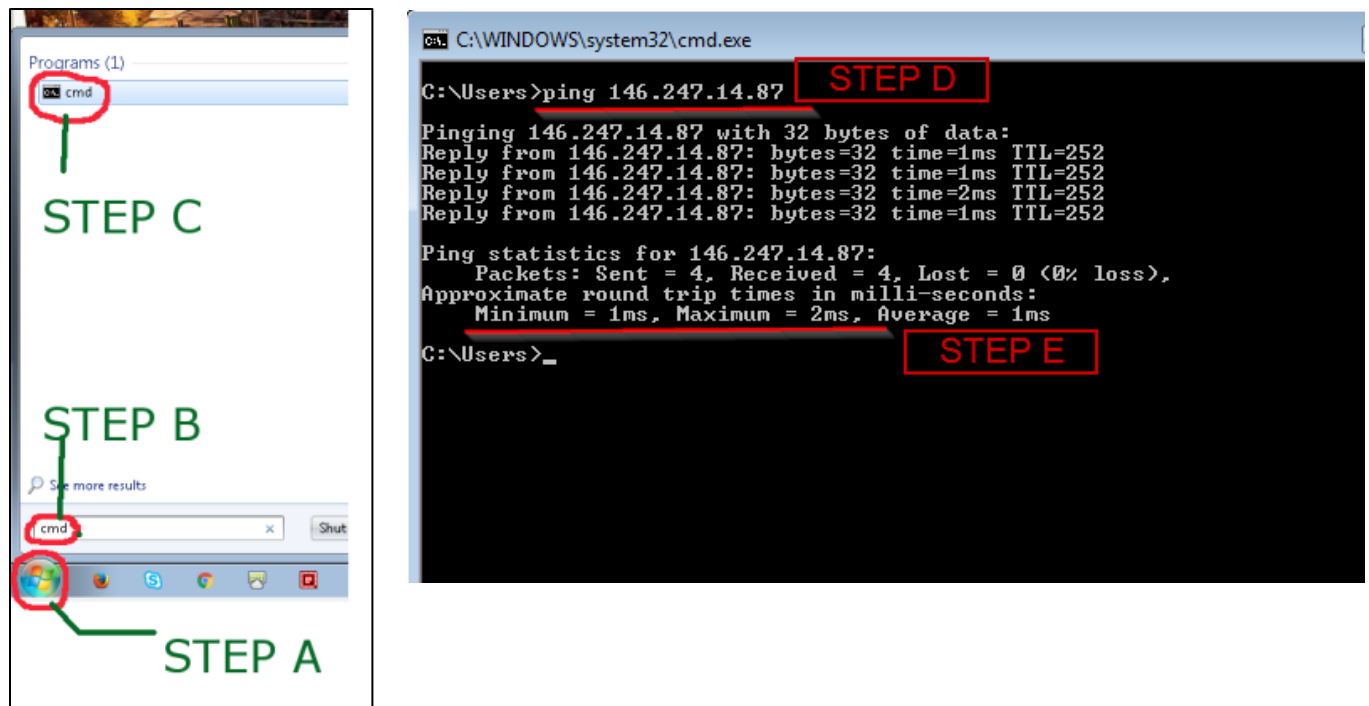 Programs (1)
cmd
STEP C
STEP B
See more results
cmd
Shut
STEP A
C:\WINDOWS\system32\cmd.exe
C:\Users>ping 146.247.14.87
STEP D
Pinging 146.247.14.87 with 32 bytes of data:
Reply from 146.247.14.87: bytes=32 time=1ms TTL=252
Reply from 146.247.14.87: bytes=32 time=1ms TTL=252
Reply from 146.247.14.87: bytes=32 time=2ms TTL=252
Reply from 146.247.14.87: bytes=32 time=1ms TTL=252
Ping statistics for 146.247.14.87:
Packets: Sent = 4, Received = 4, Lost = 0 (0% loss),
Approximate round trip times in milli-seconds:
Minimum = 1ms, Maximum = 2ms, Average = 1ms
STEP E
C:\Users>_